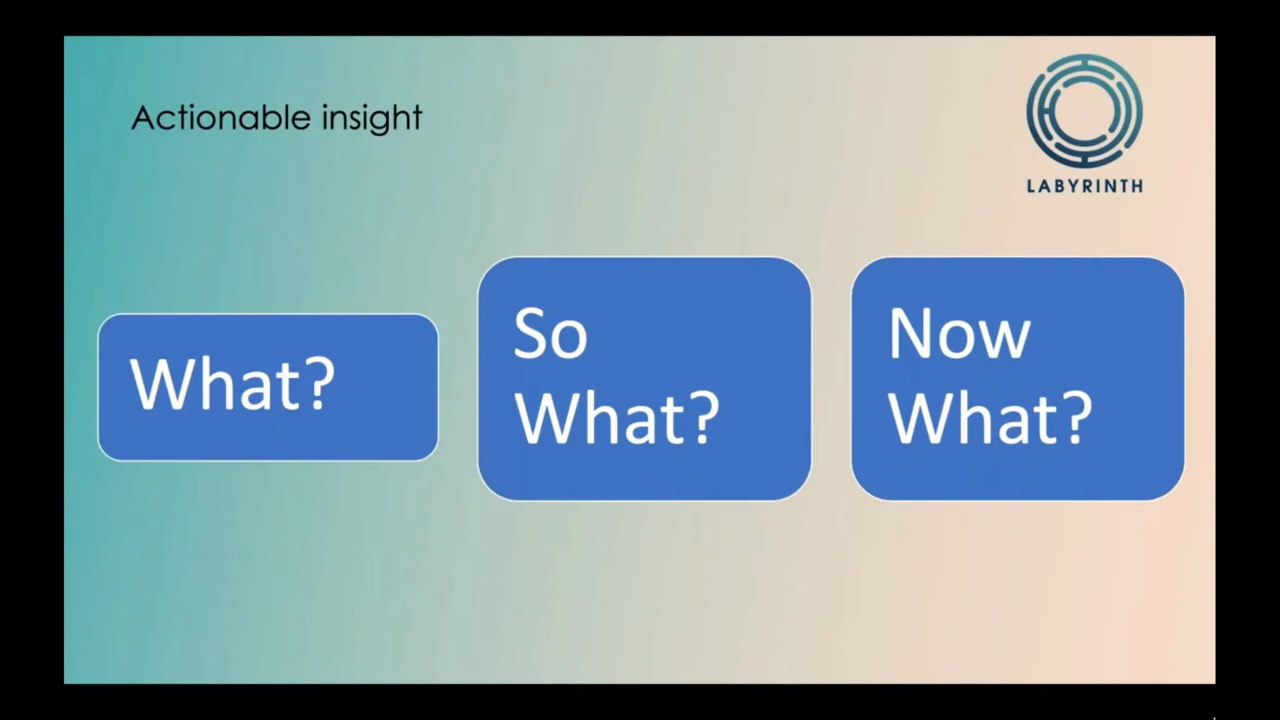 Actionable insight
LABYRINTH
What?
So
What?
Now
What?